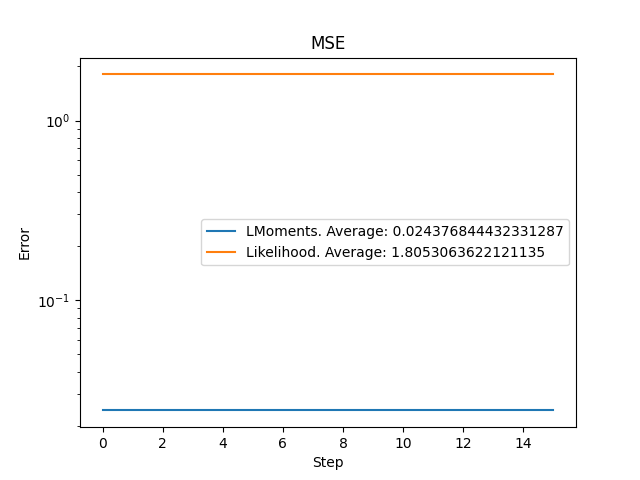 MSE
10⁰
10⁻¹
Error
LMoments. Average: 0.024376844432331287
Likelihood. Average: 1.8053063622121135
0 2 4 6 8 10 12 14
Step